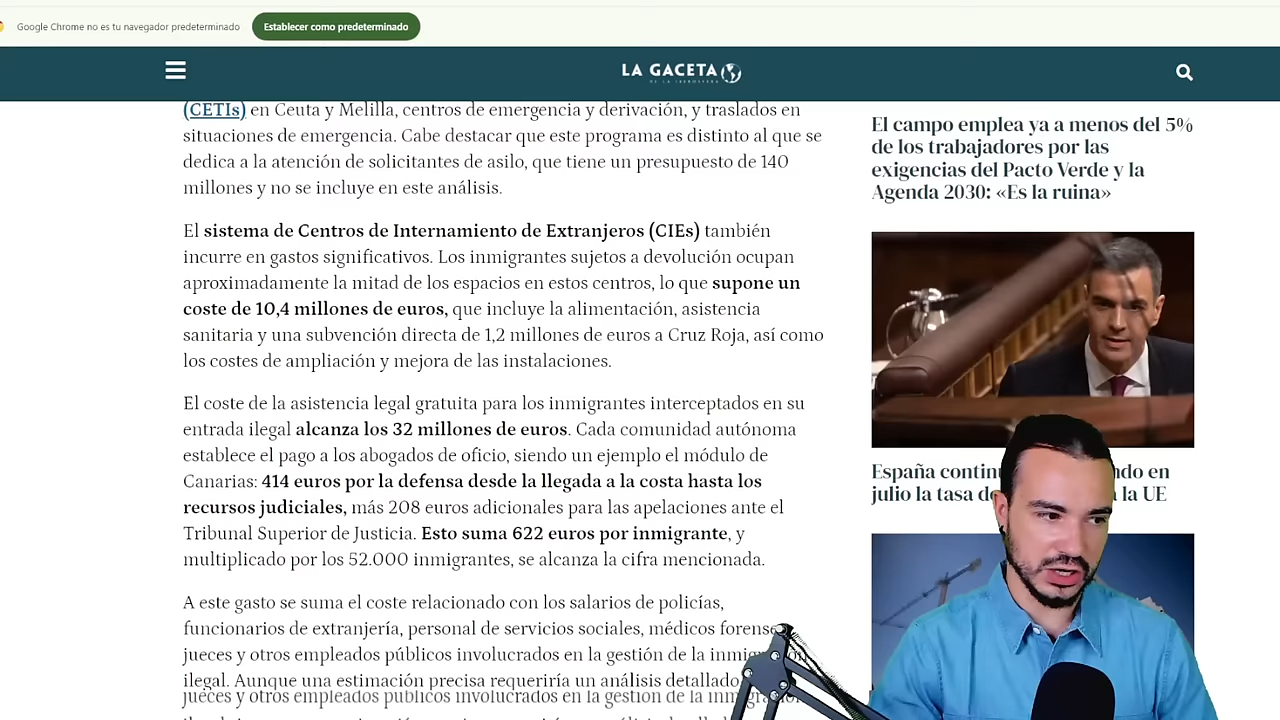 Google Chrome no es tu navegador predeterminado
Establecer como predeterminado
LA GACETA
(CETIs) en Ceuta y Melilla, centros de emergencia y derivación, y traslados en
situaciones de emergencia. Cabe destacar que este programa es distinto al que se
dedica a la atención de solicitantes de asilo, que tiene un presupuesto de 140
millones y no se incluye en este análisis.
El sistema de Centros de Internamiento de Extranjeros (CIEs) también
incurre en gastos significativos. Los inmigrantes sujetos a devolución ocupan
aproximadamente la mitad de los espacios en estos centros, lo que supone un
coste de 10,4 millones de euros, que incluye la alimentación, asistencia
sanitaria y una subvención directa de 1,2 millones de euros a Cruz Roja, así como
los costes de ampliación y mejora de las instalaciones.
El coste de la asistencia legal gratuita para los inmigrantes interceptados en su
entrada ilegal alcanza los 32 millones de euros. Cada comunidad autónoma
establece el pago a los abogados de oficio, siendo un ejemplo el módulo de
Canarias: 414 euros por la defensa desde la llegada a la costa hasta los
recursos judiciales, más 208 euros adicionales para las apelaciones ante el
Tribunal Superior de Justicia. Esto suma 622 euros por inmigrante, y
multiplicado por los 52.000 inmigrantes, se alcanza la cifra mencionada.
A este gasto se suma el coste relacionado con los salarios de policías,
funcionarios de extranjería, personal de servicios sociales, médicos forense
jueces y otros empleados públicos involucrados en la gestión de la
ilegal. Aunque una estimación precisa requeriría un análisis detallado
jueces y otros empleados públicos involucrados en la gestión de la
El campo emplea ya a menos del 5%
de los trabajadores por las
exigencias del Pacto Verde y la
Agenda 2030: «Es la ruina»
España en
julio la tasa la UE